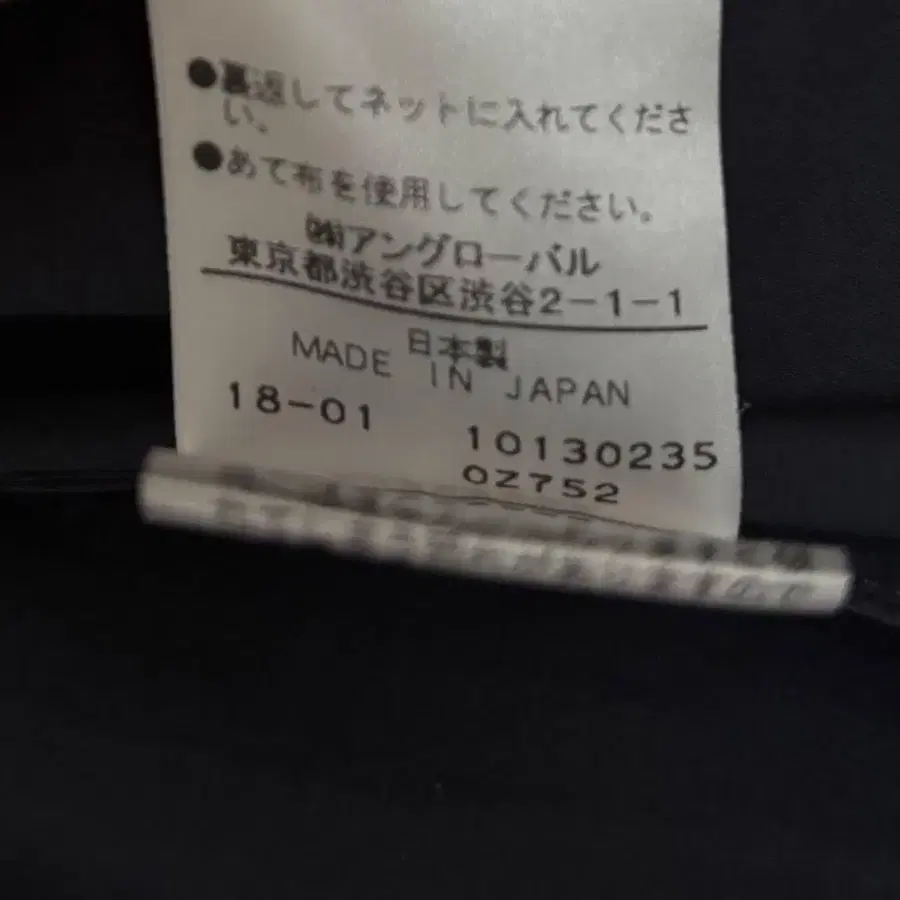 ●裏返してネットに入れてくださ
い。
●あて布を使用してください。
㈱アングローバル
東京都渋谷区渋谷2-1-1
日本製
MADE IN JAPAN
18-01
10130235
0Z752